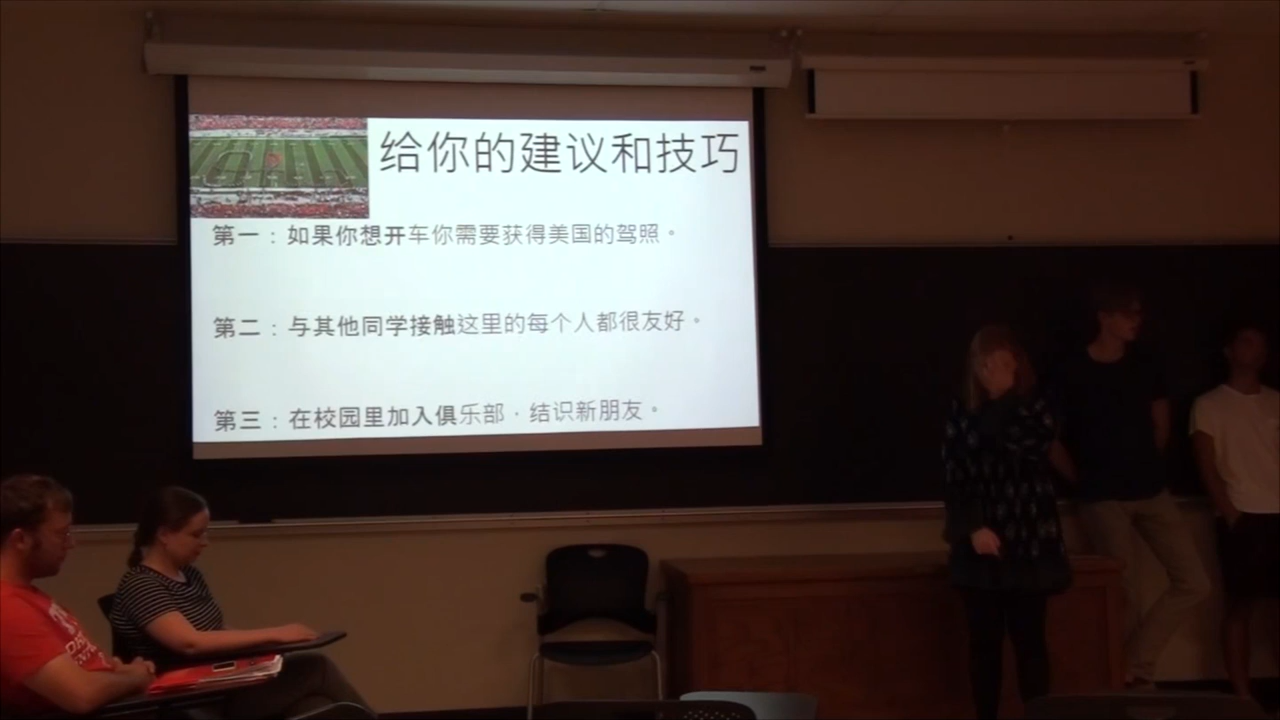 给你的建议和技巧
第一：如果你想开车你需要获得美国的驾照。
第二：与其他同学接触这里的每个人都很友好。
第三：在校园里加入俱乐部，结识新朋友。